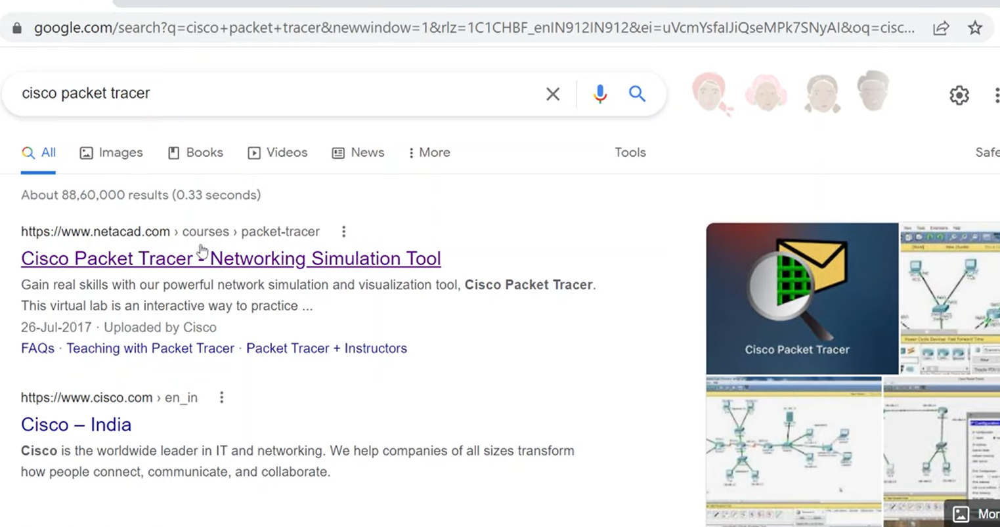 google.com/search?q=cisco+packet+tracer&newwindow=1&rlz=1C1CHBF_enIN912IN912&ei=uVcmYsfaIJiQseMPk7SNyAI&oq=cisc...
cisco packet tracer
All Images Books Videos News More Tools Safe
About 88,60,000 results (0.33 seconds)
https://www.netacad.com › courses › packet-tracer
Cisco Packet Tracer - Networking Simulation Tool
Gain real skills with our powerful network simulation and visualization tool, Cisco Packet Tracer.
This virtual lab is an interactive way to practice ...
26-Jul-2017 · Uploaded by Cisco
FAQs · Teaching with Packet Tracer · Packet Tracer + Instructors
Cisco Packet Tracer
https://www.cisco.com › en_in
Cisco – India
Cisco is the worldwide leader in IT and networking. We help companies of all sizes transform
how people connect, communicate, and collaborate.
Mor